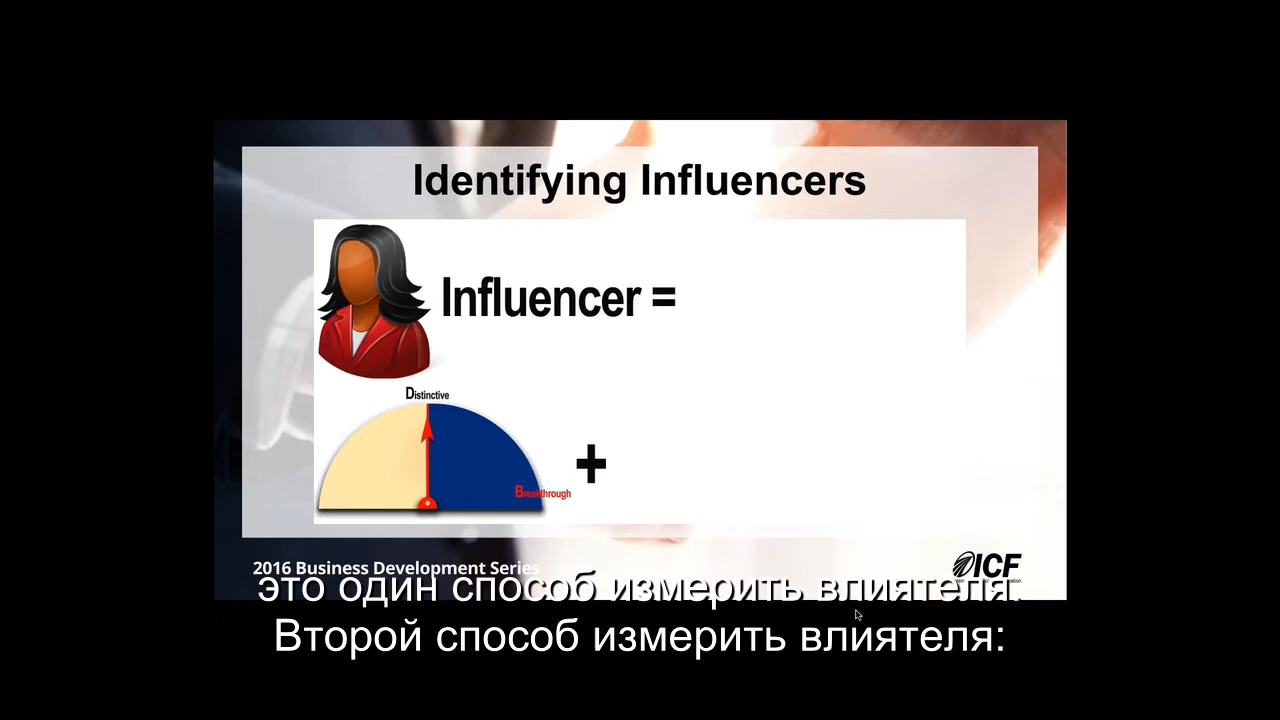 Identifying Influencers
Influencer =
Distinctive
+
Breakthrough
2016 Business Development Series
ICF
это один способ измерить влиятеля.
Второй способ измерить влиятеля: